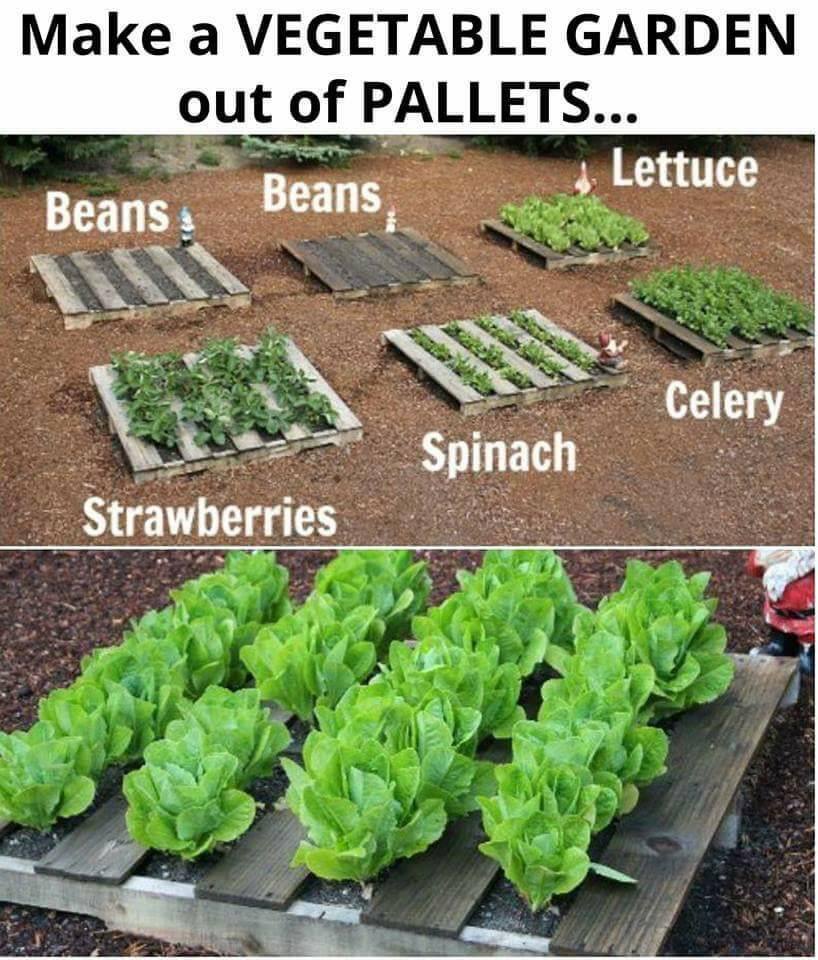 Make a VEGETABLE GARDEN
out of PALLETS...
Beans
Beans
Lettuce
Strawberries
Spinach
Celery